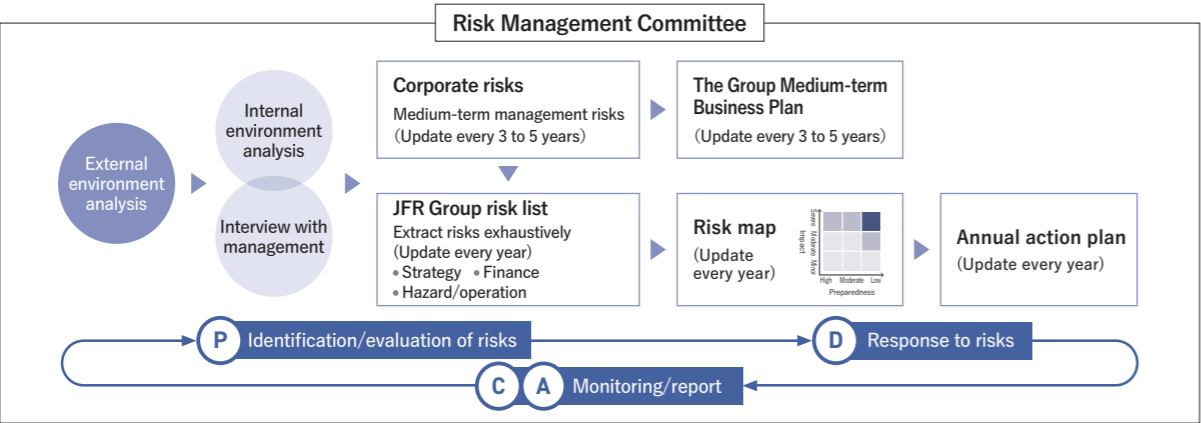 Risk Management Committee
External
environment
analysis
Internal
environment
analysis
Interview with
management
Corporate risks
Medium-term management risks
(Update every 3 to 5 years)
The Group Medium-term
Business Plan
(Update every 3 to 5 years)
JFR Group risk list
Extract risks exhaustively
(Update every year)
• Strategy • Finance
• Hazard/operation
Risk map
(Update
every year)
Impact
Severe Moderate Minor
High Moderate Low
Preparedness
Annual action plan
(Update every year)
P Identification/evaluation of risks
D Response to risks
C A Monitoring/report